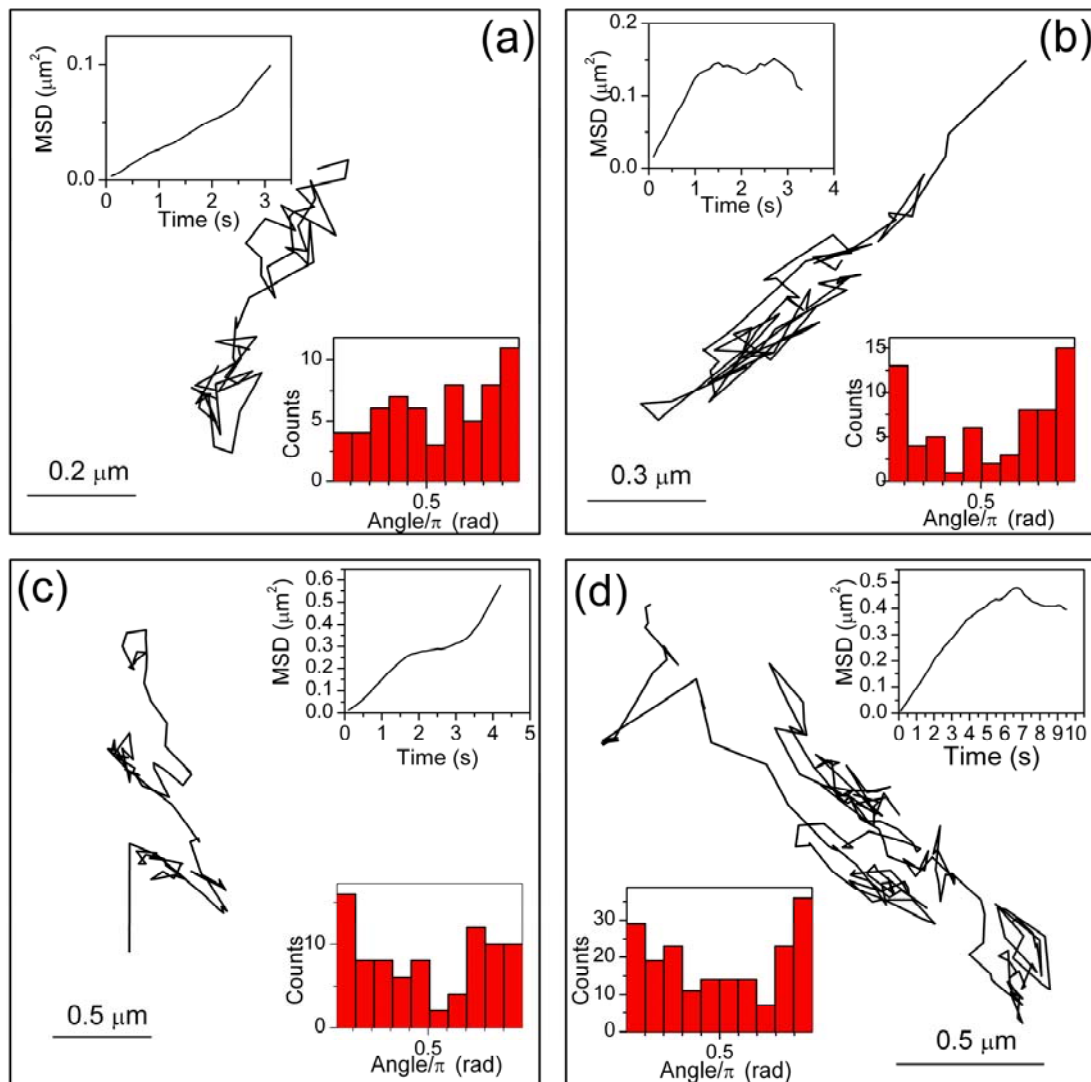 (a)
MSD (μm²)
0.1
0.0
0 1 2 3
Time (s)
10
5
0
Counts
0.5
Angle/π (rad)
0.2 μm
(b)
MSD (μm²)
0.2
0.1
0.0
0 1 2 3 4
Time (s)
15
10
5
0
Counts
0.5
Angle/π (rad)
0.3 μm
(c)
MSD (μm²)
0.6
0.5
0.4
0.3
0.2
0.1
0.0
0 1 2 3 4 5
Time (s)
10
0
Counts
0.5
Angle/π (rad)
0.5 μm
(d)
MSD (μm²)
0.5
0.4
0.3
0.2
0.1
0.0
0 1 2 3 4 5 6 7 8 9 10
Time (s)
30
20
10
0
Counts
0.5
Angle/π (rad)
0.5 μm